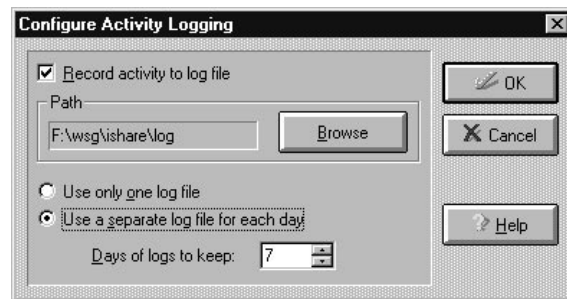 Configure Activity Logging
Record activity to log file
Path
F:\wsg\ishare\log
Browse
Use only one log file
Use a separate log file for each day
Days of logs to keep: 7
OK
Cancel
Help